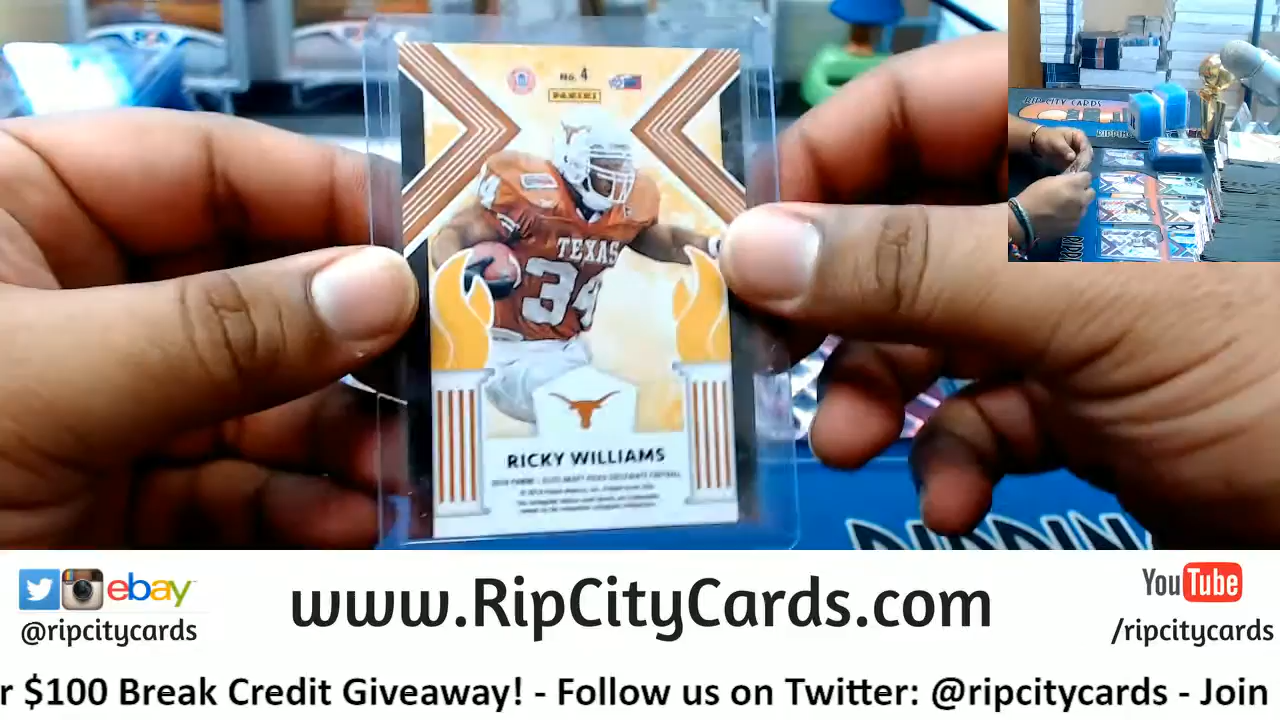 No. 4
PANINI
TEXAS
34
RICKY WILLIAMS
RIP CITY CARDS
ebay
@ripcitycards
www.RipCityCards.com
YouTube
/ripcitycards
r $100 Break Credit Giveaway! - Follow us on Twitter: @ripcitycards - Join